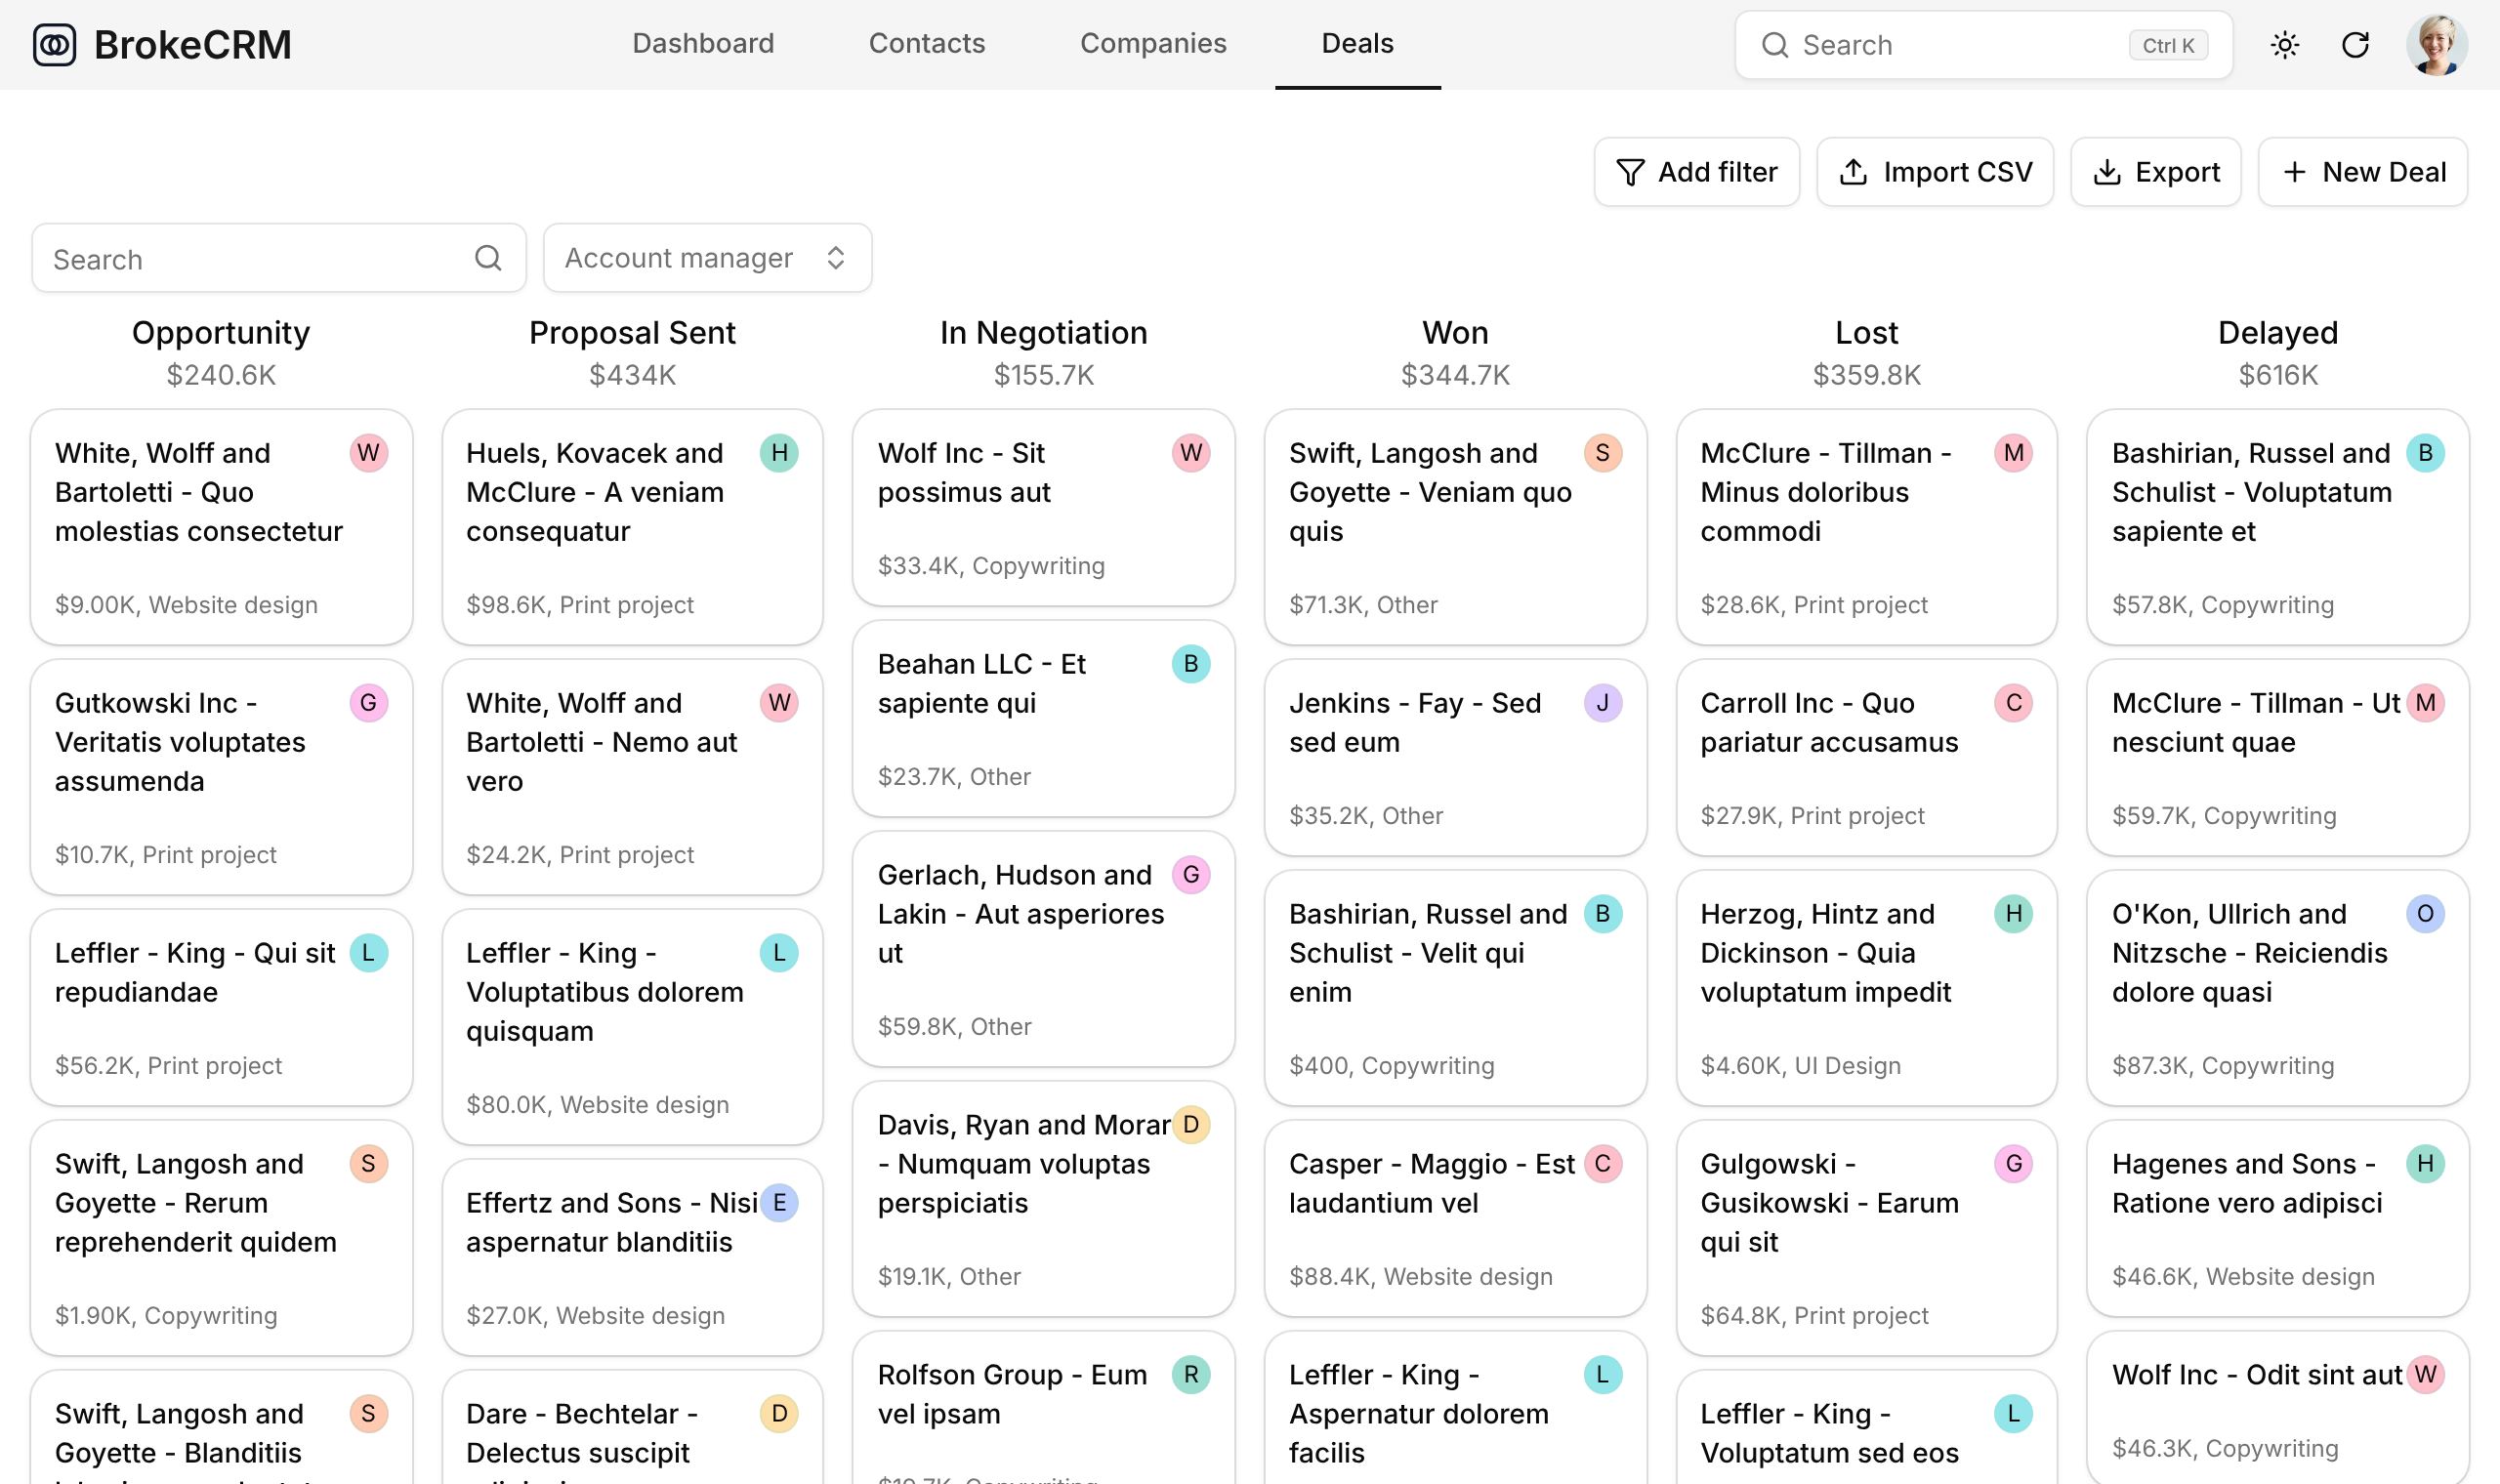 BrokeCRM
Dashboard
Contacts
Companies
Deals
Search
Ctrl K
Add filter
Import CSV
Export
New Deal
Search
Account manager
Opportunity
$240.6K
White, Wolff and
Bartoletti - Quo
molestias consectetur
W
$9.00K, Website design
Gutkowski Inc -
Veritatis voluptates
assumenda
G
$10.7K, Print project
Leffler - King - Qui sit
repudiandae
L
$56.2K, Print project
Swift, Langosh and
Goyette - Rerum
reprehenderit quidem
S
$1.90K, Copywriting
Swift, Langosh and
Goyette - Blanditiis
S
Proposal Sent
$434K
Huels, Kovacek and
McClure - A veniam
consequatur
H
$98.6K, Print project
White, Wolff and
Bartoletti - Nemo aut
vero
W
$24.2K, Print project
Leffler - King -
Voluptatibus dolorem
quisquam
L
$80.0K, Website design
Effertz and Sons - Nisi
aspernatur blanditiis
E
$27.0K, Website design
Dare - Bechtelar -
Delectus suscipit
D
In Negotiation
$155.7K
Wolf Inc - Sit
possimus aut
W
$33.4K, Copywriting
Beahan LLC - Et
sapiente qui
B
$23.7K, Other
Gerlach, Hudson and
Lakin - Aut asperiores
ut
G
$59.8K, Other
Davis, Ryan and Morar
- Numquam voluptas
perspiciatis
D
$19.1K, Other
Rolfson Group - Eum
vel ipsam
R
Won
$344.7K
Swift, Langosh and
Goyette - Veniam quo
quis
S
$71.3K, Other
Jenkins - Fay - Sed
sed eum
J
$35.2K, Other
Bashirian, Russel and
Schulist - Velit qui
enim
B
$400, Copywriting
Casper - Maggio - Est
laudantium vel
C
$88.4K, Website design
Leffler - King -
Aspernatur dolorem
facilis
L
Lost
$359.8K
McClure - Tillman -
Minus doloribus
commodi
M
$28.6K, Print project
Carroll Inc - Quo
pariatur accusamus
C
$27.9K, Print project
Herzog, Hintz and
Dickinson - Quia
voluptatum impedit
H
$4.60K, UI Design
Gulgowski -
Gusikowski - Earum
qui sit
G
$64.8K, Print project
Leffler - King -
Voluptatum sed eos
L
Delayed
$616K
Bashirian, Russel and
Schulist - Voluptatum
sapiente et
B
$57.8K, Copywriting
McClure - Tillman - Ut
nesciunt quae
M
$59.7K, Copywriting
O'Kon, Ullrich and
Nitzsche - Reiciendis
dolore quasi
O
$87.3K, Copywriting
Hagenes and Sons -
Ratione vero adipisci
H
$46.6K, Website design
Wolf Inc - Odit sint aut
W
$46.3K, Copywriting